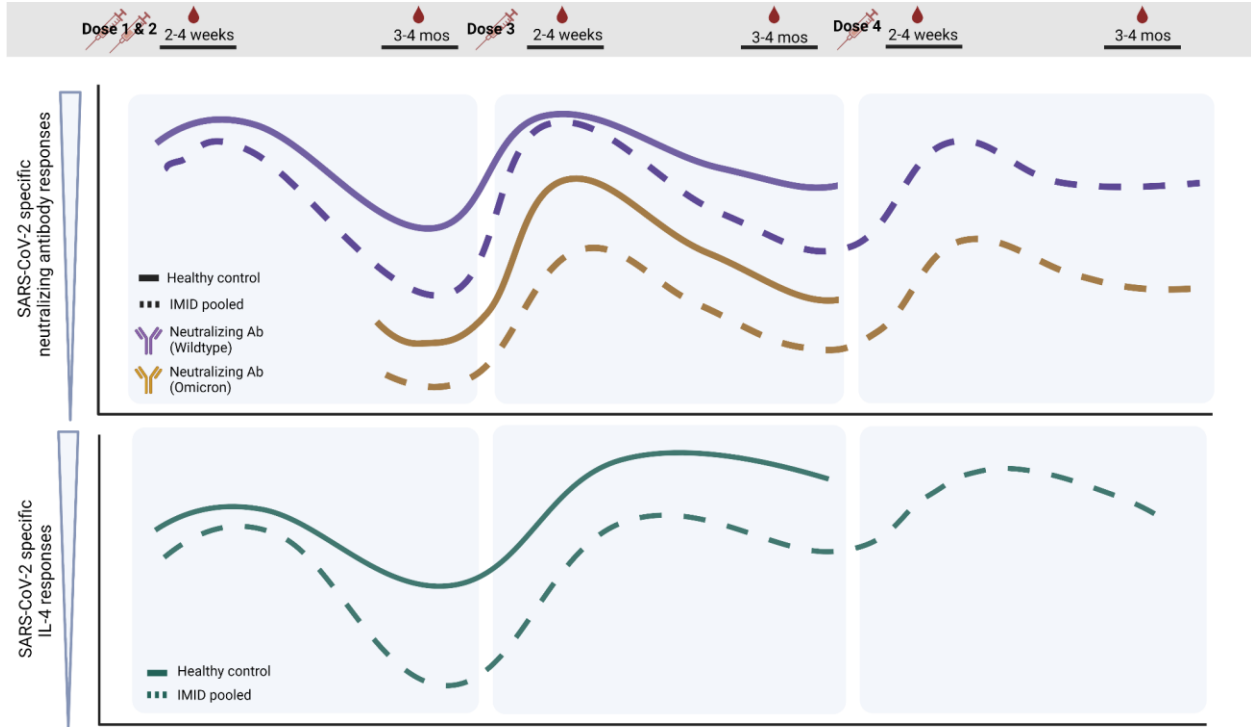 Dose 1 & 2
2-4 weeks
3-4 mos
Dose 3
2-4 weeks
3-4 mos
Dose 4
2-4 weeks
3-4 mos
SARS-CoV-2 specific
neutralizing antibody responses
Healthy control
IMID pooled
Neutralizing Ab
(Wildtype)
Neutralizing Ab
(Omicron)
SARS-CoV-2 specific
IL-4 responses
Healthy control
IMID pooled